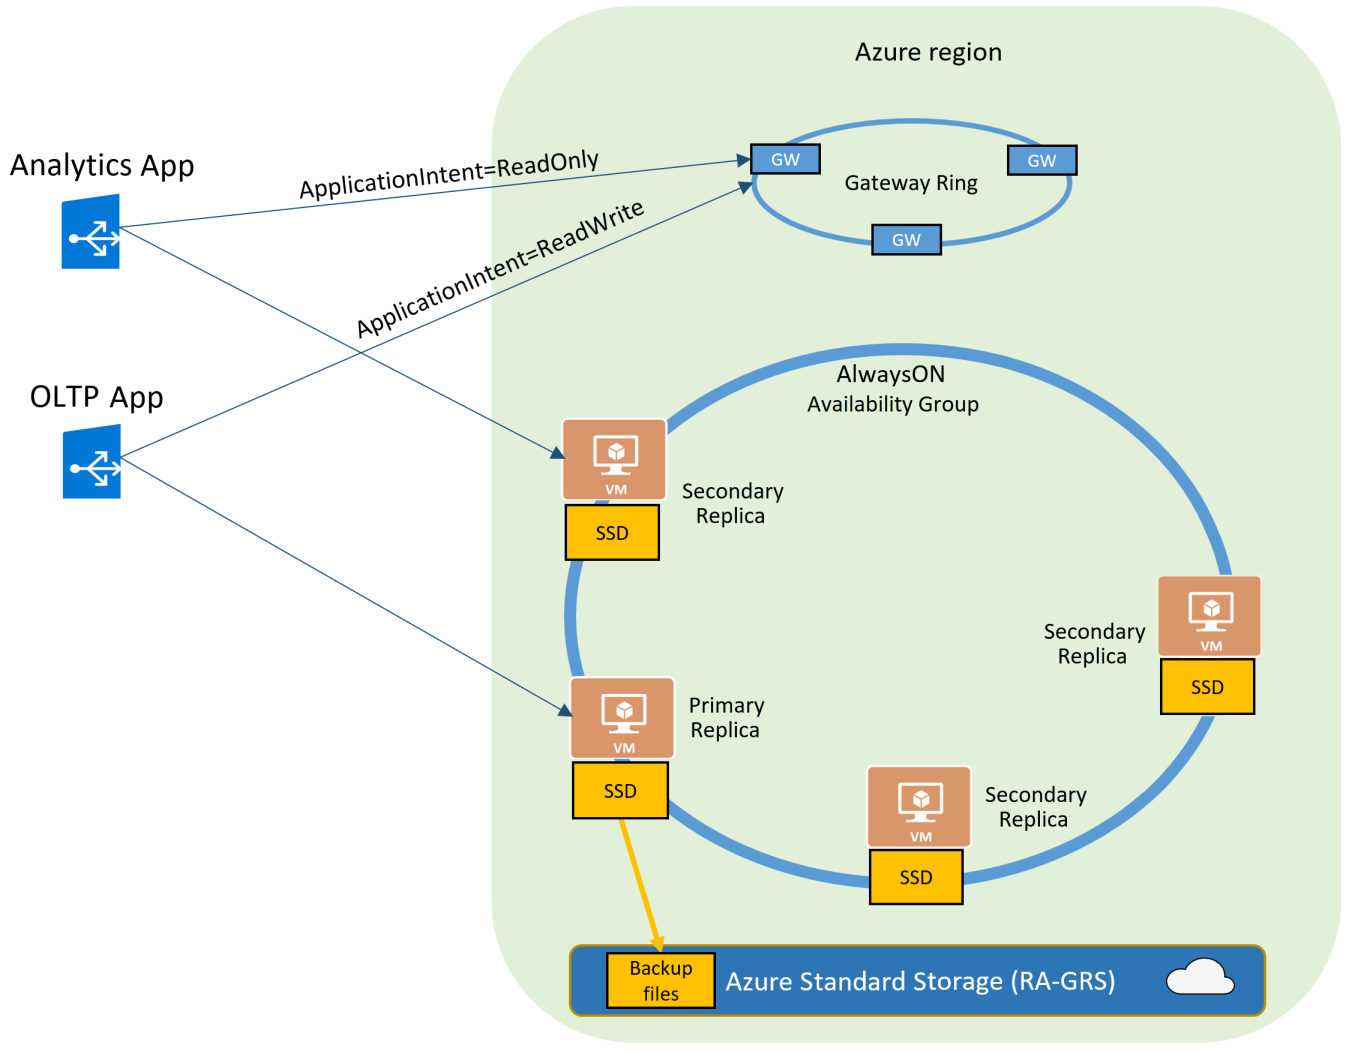 Azure region
Analytics App
ApplicationIntent=ReadOnly
GW
GW
Gateway Ring
GW
ApplicationIntent=ReadWrite
OLTP App
AlwaysON
Availability Group
VM
SSD
Secondary
Replica
VM
SSD
Secondary
Replica
VM
SSD
Primary
Replica
VM
SSD
Secondary
Replica
Backup
files
Azure Standard Storage (RA-GRS)